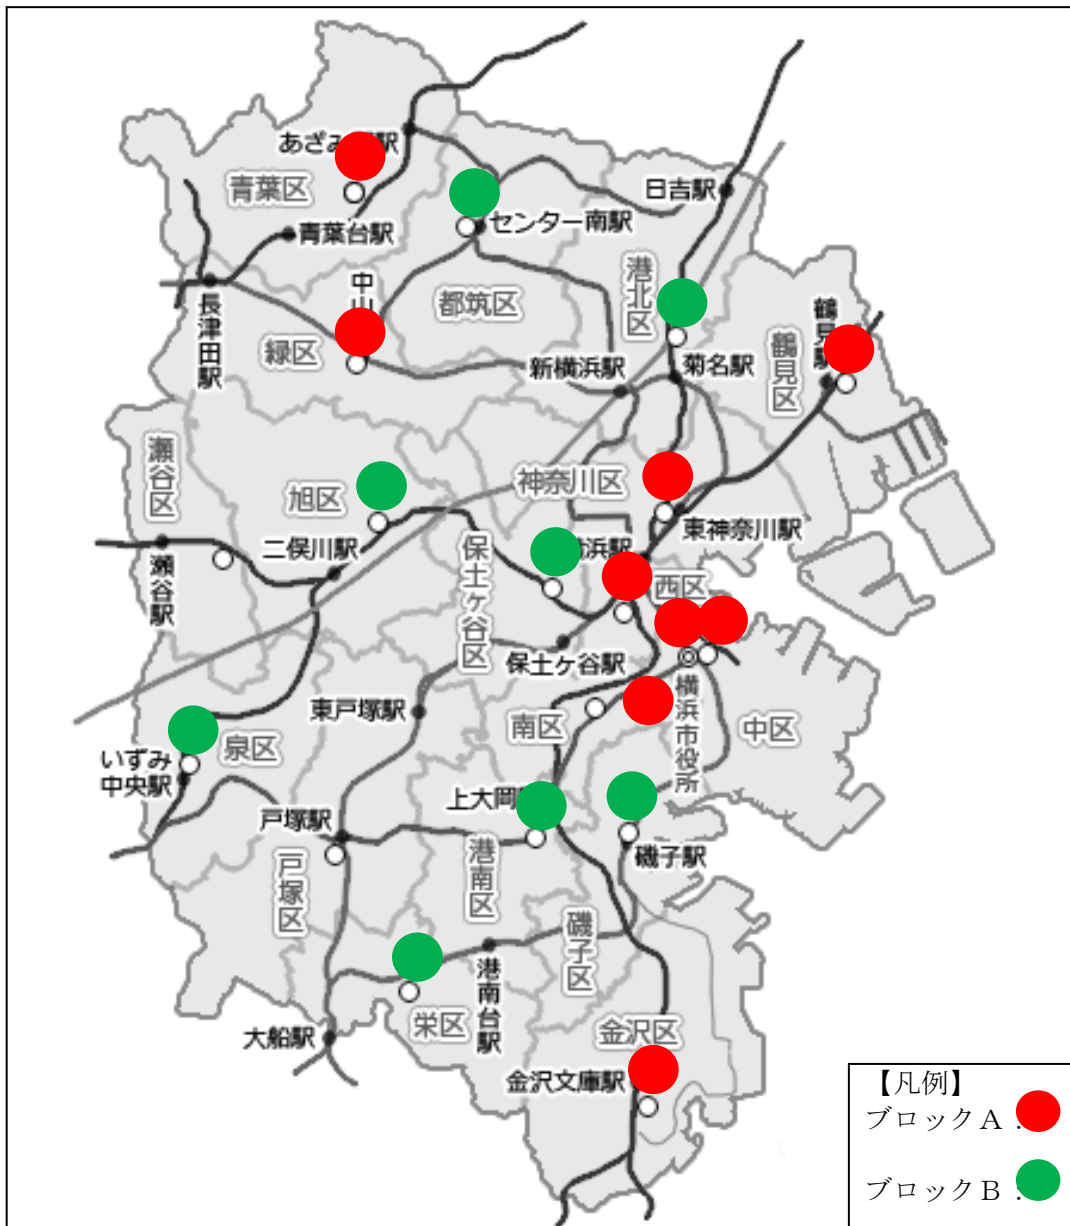 あざみ
駅
青葉区
青葉台駅
センター南駅
日吉駅
港北区
中山
都筑区
長津田駅
緑区
新横浜駅
菊名駅
鶴見
鶴見区
瀬谷区
旭区
神奈川区
東神奈川駅
二俣川駅
保土ヶ谷区
浜駅
西区
瀬谷駅
保土ヶ谷駅
横浜市役所
東戸塚駅
南区
中区
泉区
いずみ
中央駅
上大岡
戸塚駅
磯子駅
戸塚区
港南区
磯子区
港南台駅
栄区
大船駅
金沢区
金沢文庫駅
【凡例】
ブロックA:
ブロックB: